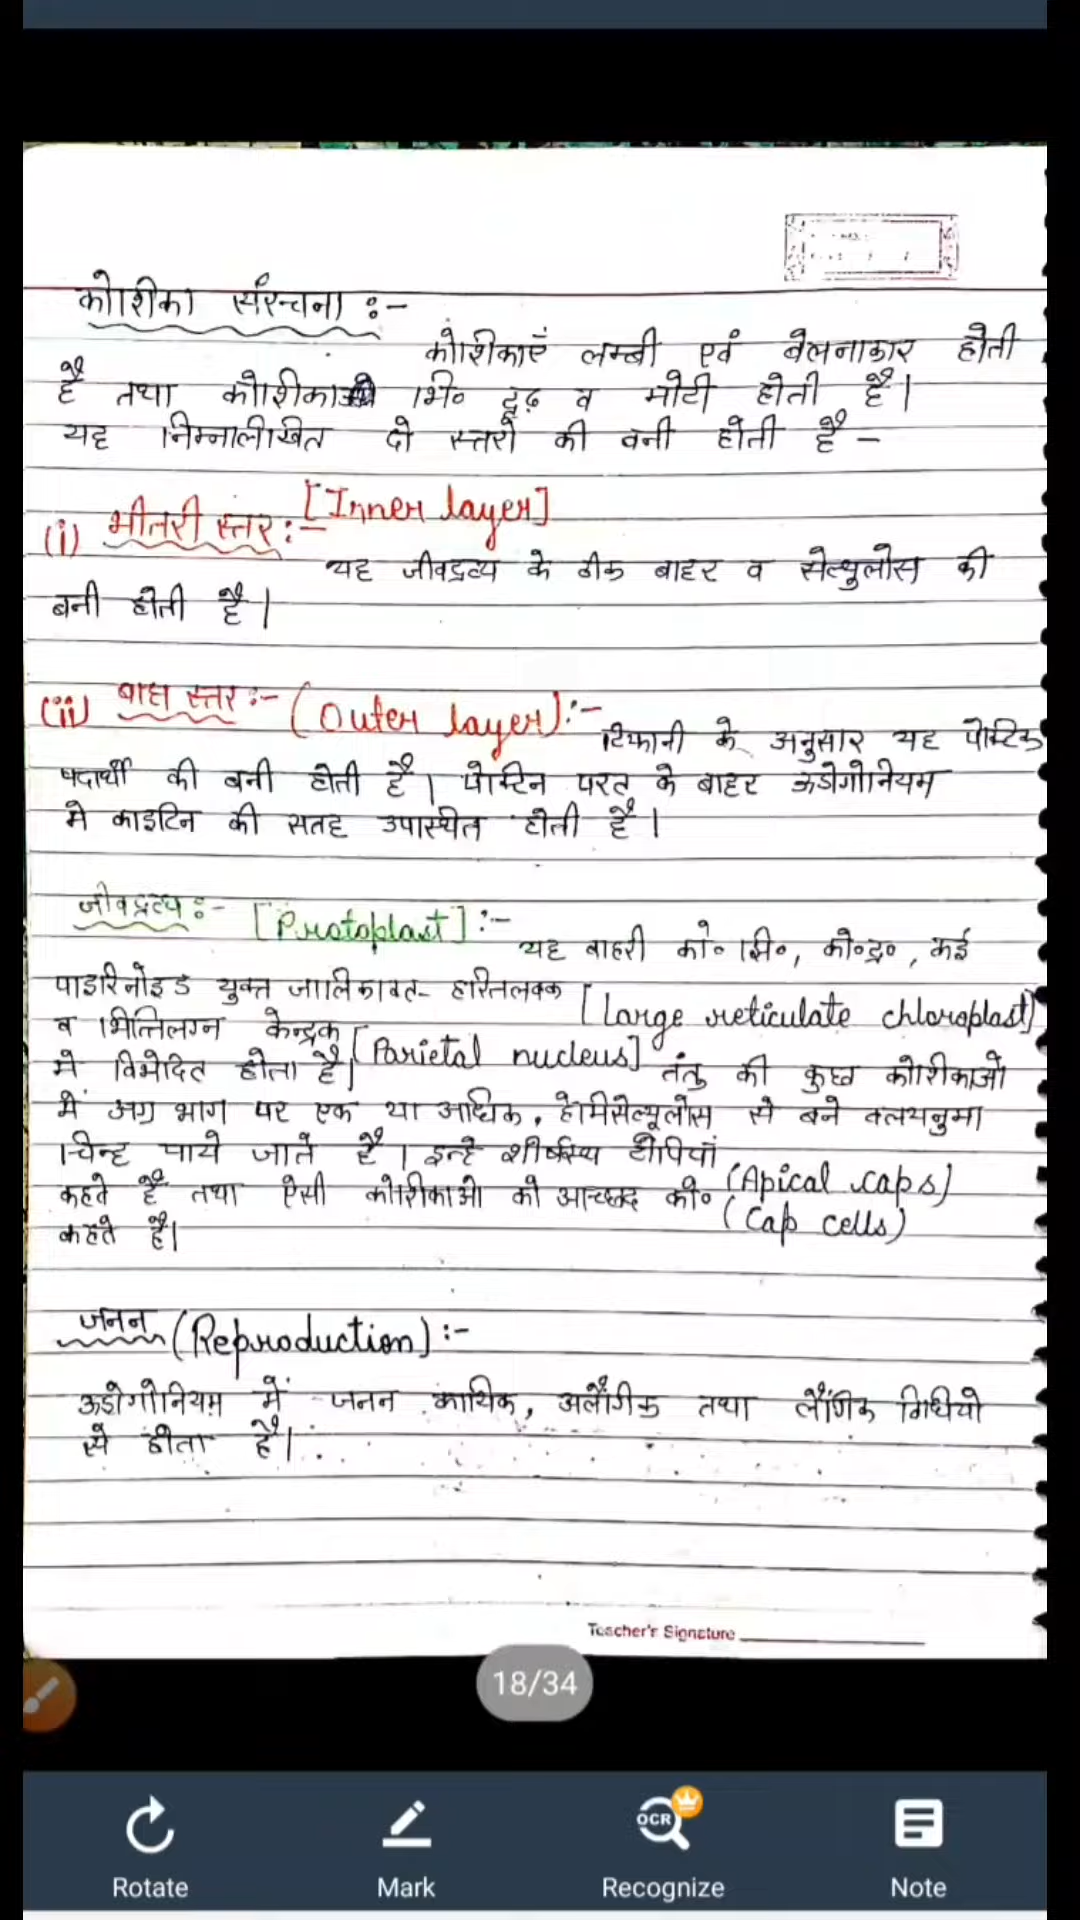 कोशिका संरचना :-
कोशिकाएँ लम्बी एवं बेलनाकार होती
है तथा कोशिका भि० दृढ़ व मोटी होती है।
यह निम्नलिखित दो स्तरो की बनी होती है -
(i) भीतरी स्तर :- [Inner layer]
यह जीवद्रव्य के ठीक बाहर व सेल्युलोस की
बनी होती है।
(ii) बाह्य स्तर :- (Outer layer) :-
टिफानी के अनुसार यह पेक्टिक
पदार्थो की बनी होती है। पेक्टिन परत के बाहर ऊडोगोनियम
मे काइटिन की सतह उपस्थित होती है।
जीवद्रव्य :- [Protoplast] :-
यह बाहरी को० झि०, को०द्र०, कई
पाइरिनोइड युक्त जालिकावत- हरितलवक [Large reticulate chloroplast]
व भित्तिलग्न केन्द्रक [Parietal nucleus]
मे विभेदित होता है। तंतु की कुछ कोशिकाओ
में अग्र भाग पर एक या अधिक, हेमिसेल्यूलोस से बने वलयनुमा
चिन्ह पाये जाते है। इन्हे शीर्षस्थ टोपियाँ (Apical caps)
कहते है तथा ऐसी कोशिकाओ को आच्छद को० (Cap cells)
कहते है।
जनन (Reproduction) :-
ऊडोगोनियम में जनन कायिक, अलैंगिक तथा लैंगिक विधियो
से होता है।
Teacher's Signature
18/34
OCR
Rotate Mark Recognize Note